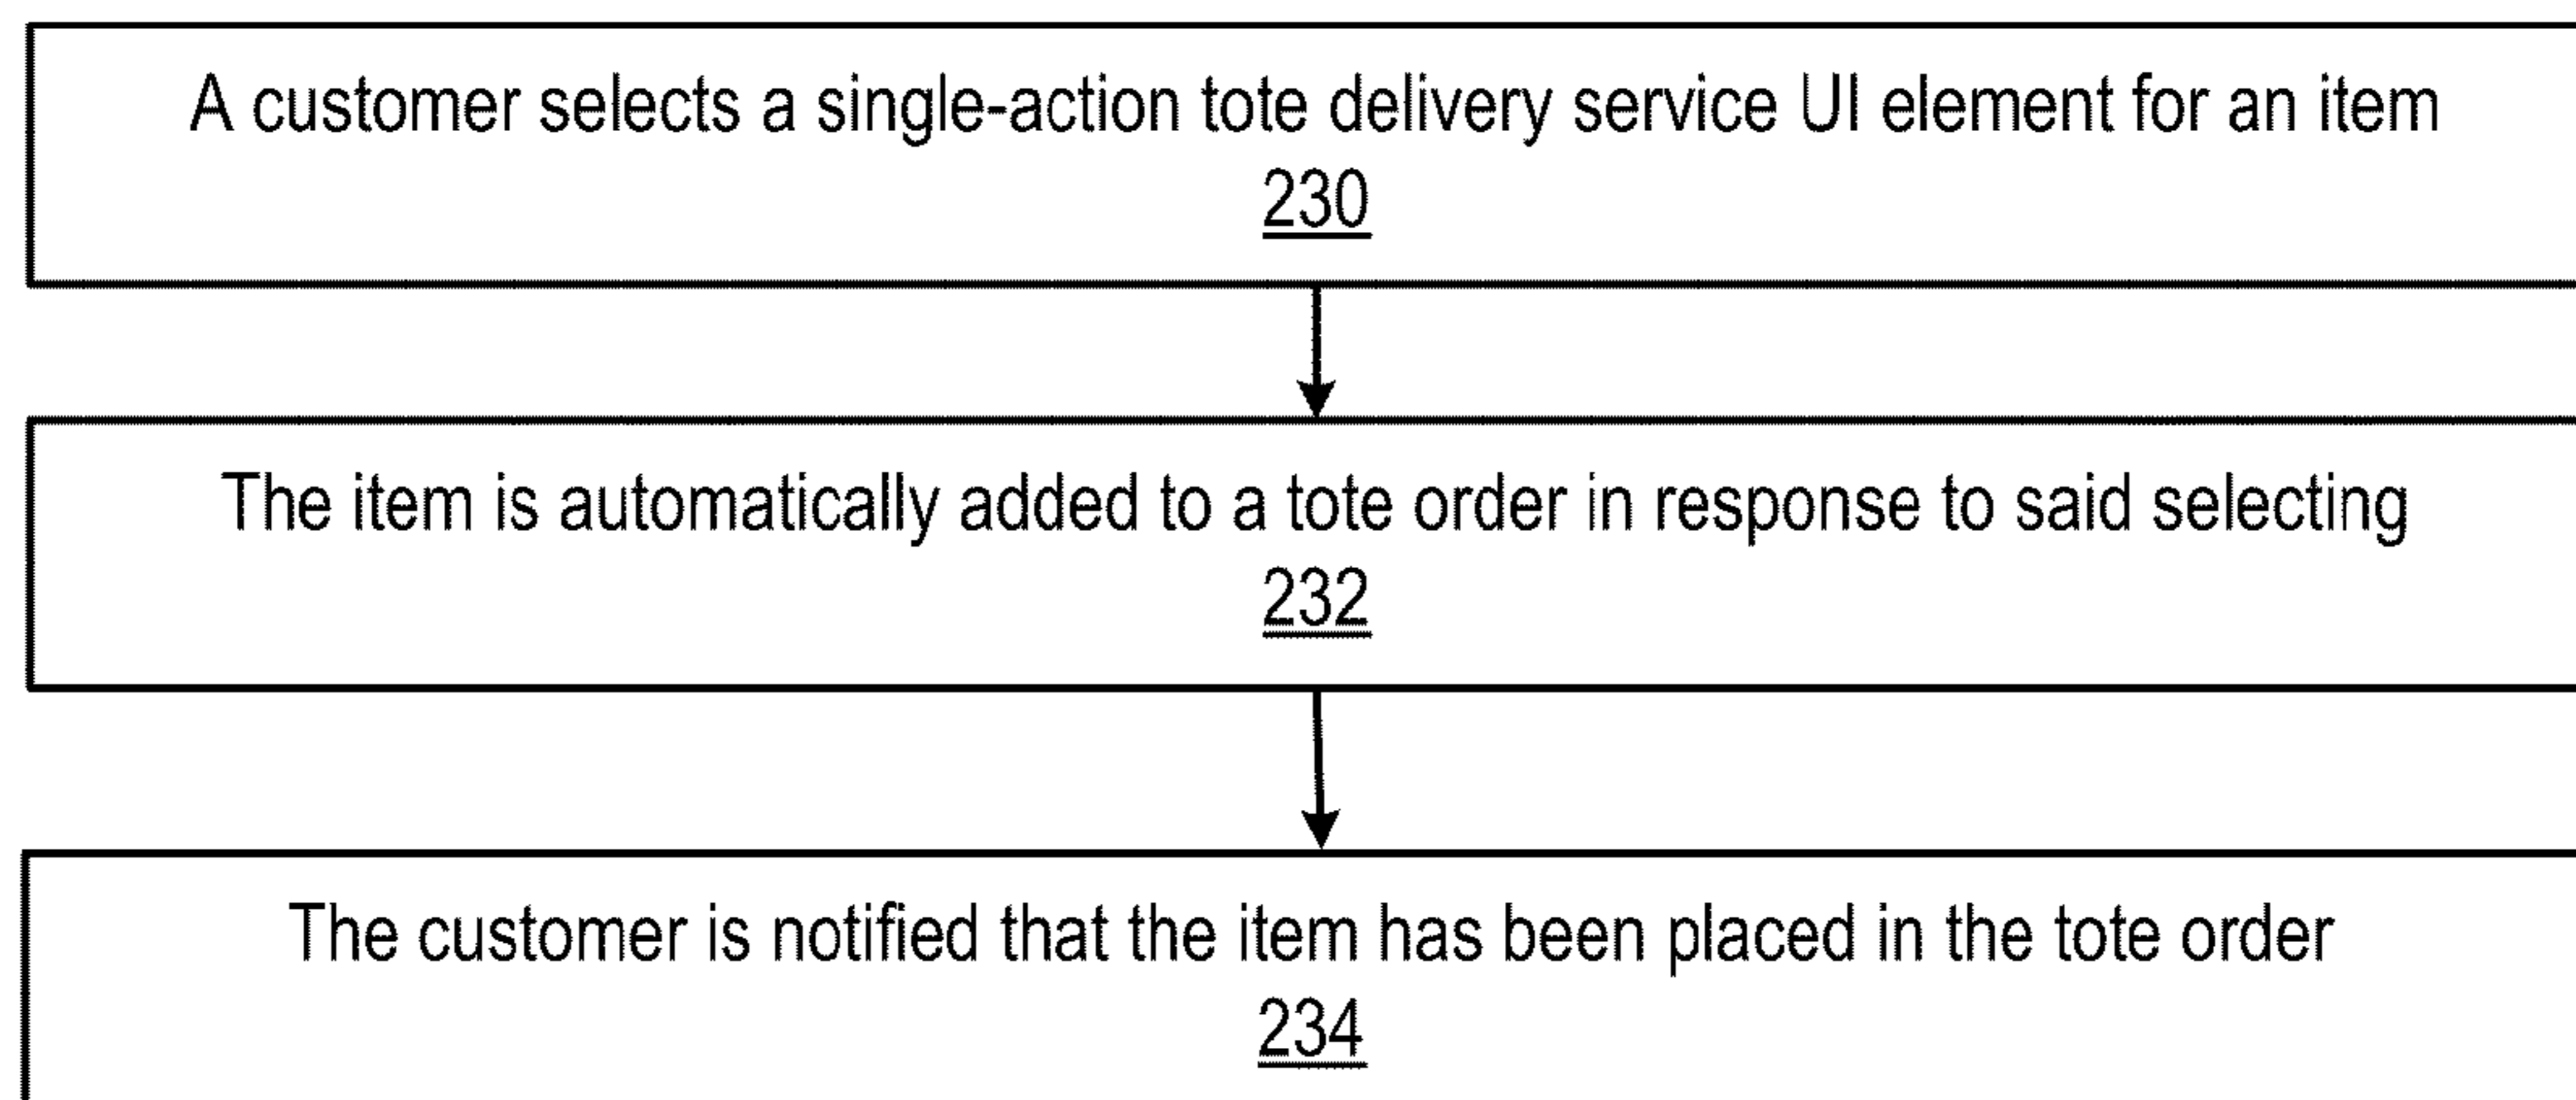 A customer selects a single-action tote delivery service UI element for an item
230
The item is automatically added to a tote order in response to said selecting
232
The customer is notified that the item has been placed in the tote order
234